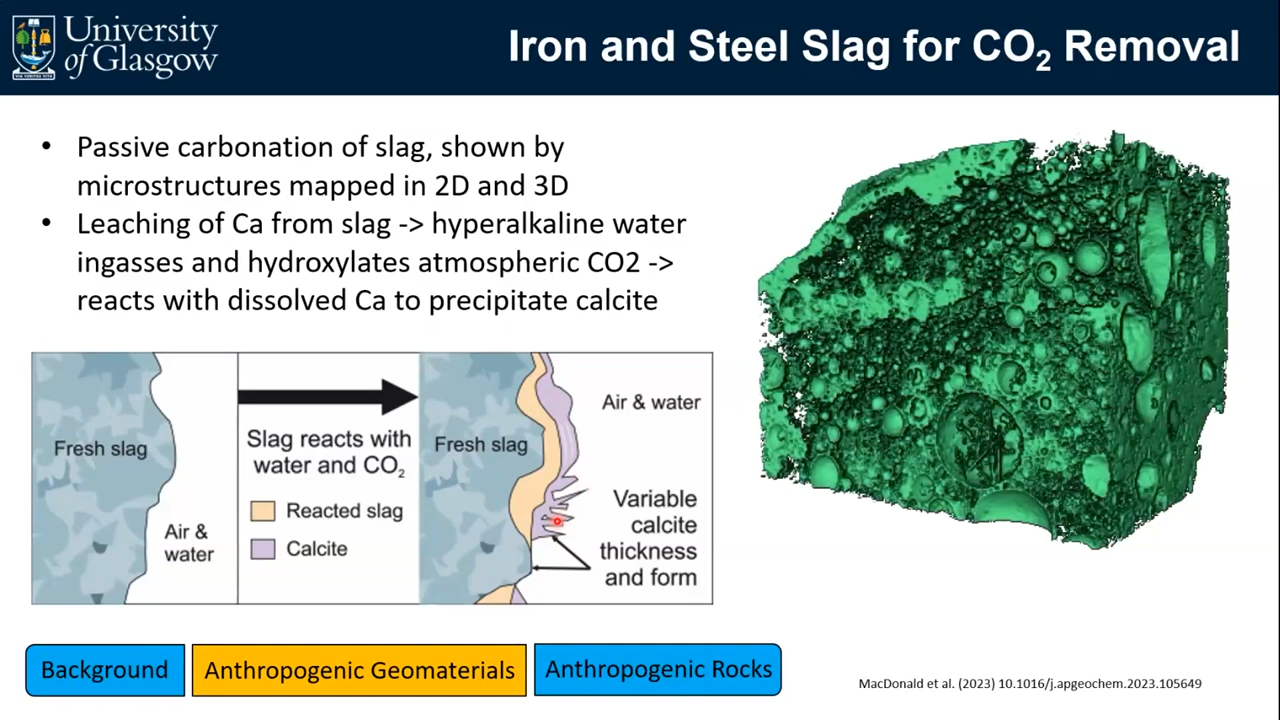 University
of Glasgow
VIA VERITAS VITA
Iron and Steel Slag for CO₂ Removal
• Passive carbonation of slag, shown by
microstructures mapped in 2D and 3D
• Leaching of Ca from slag -> hyperalkaline water
ingasses and hydroxylates atmospheric CO2 ->
reacts with dissolved Ca to precipitate calcite
Fresh slag
Air &
water
Slag reacts with
water and CO₂
Reacted slag
Calcite
Fresh slag
Air & water
Variable
calcite
thickness
and form
Background
Anthropogenic Geomaterials
Anthropogenic Rocks
MacDonald et al. (2023) 10.1016/j.apgeochem.2023.105649